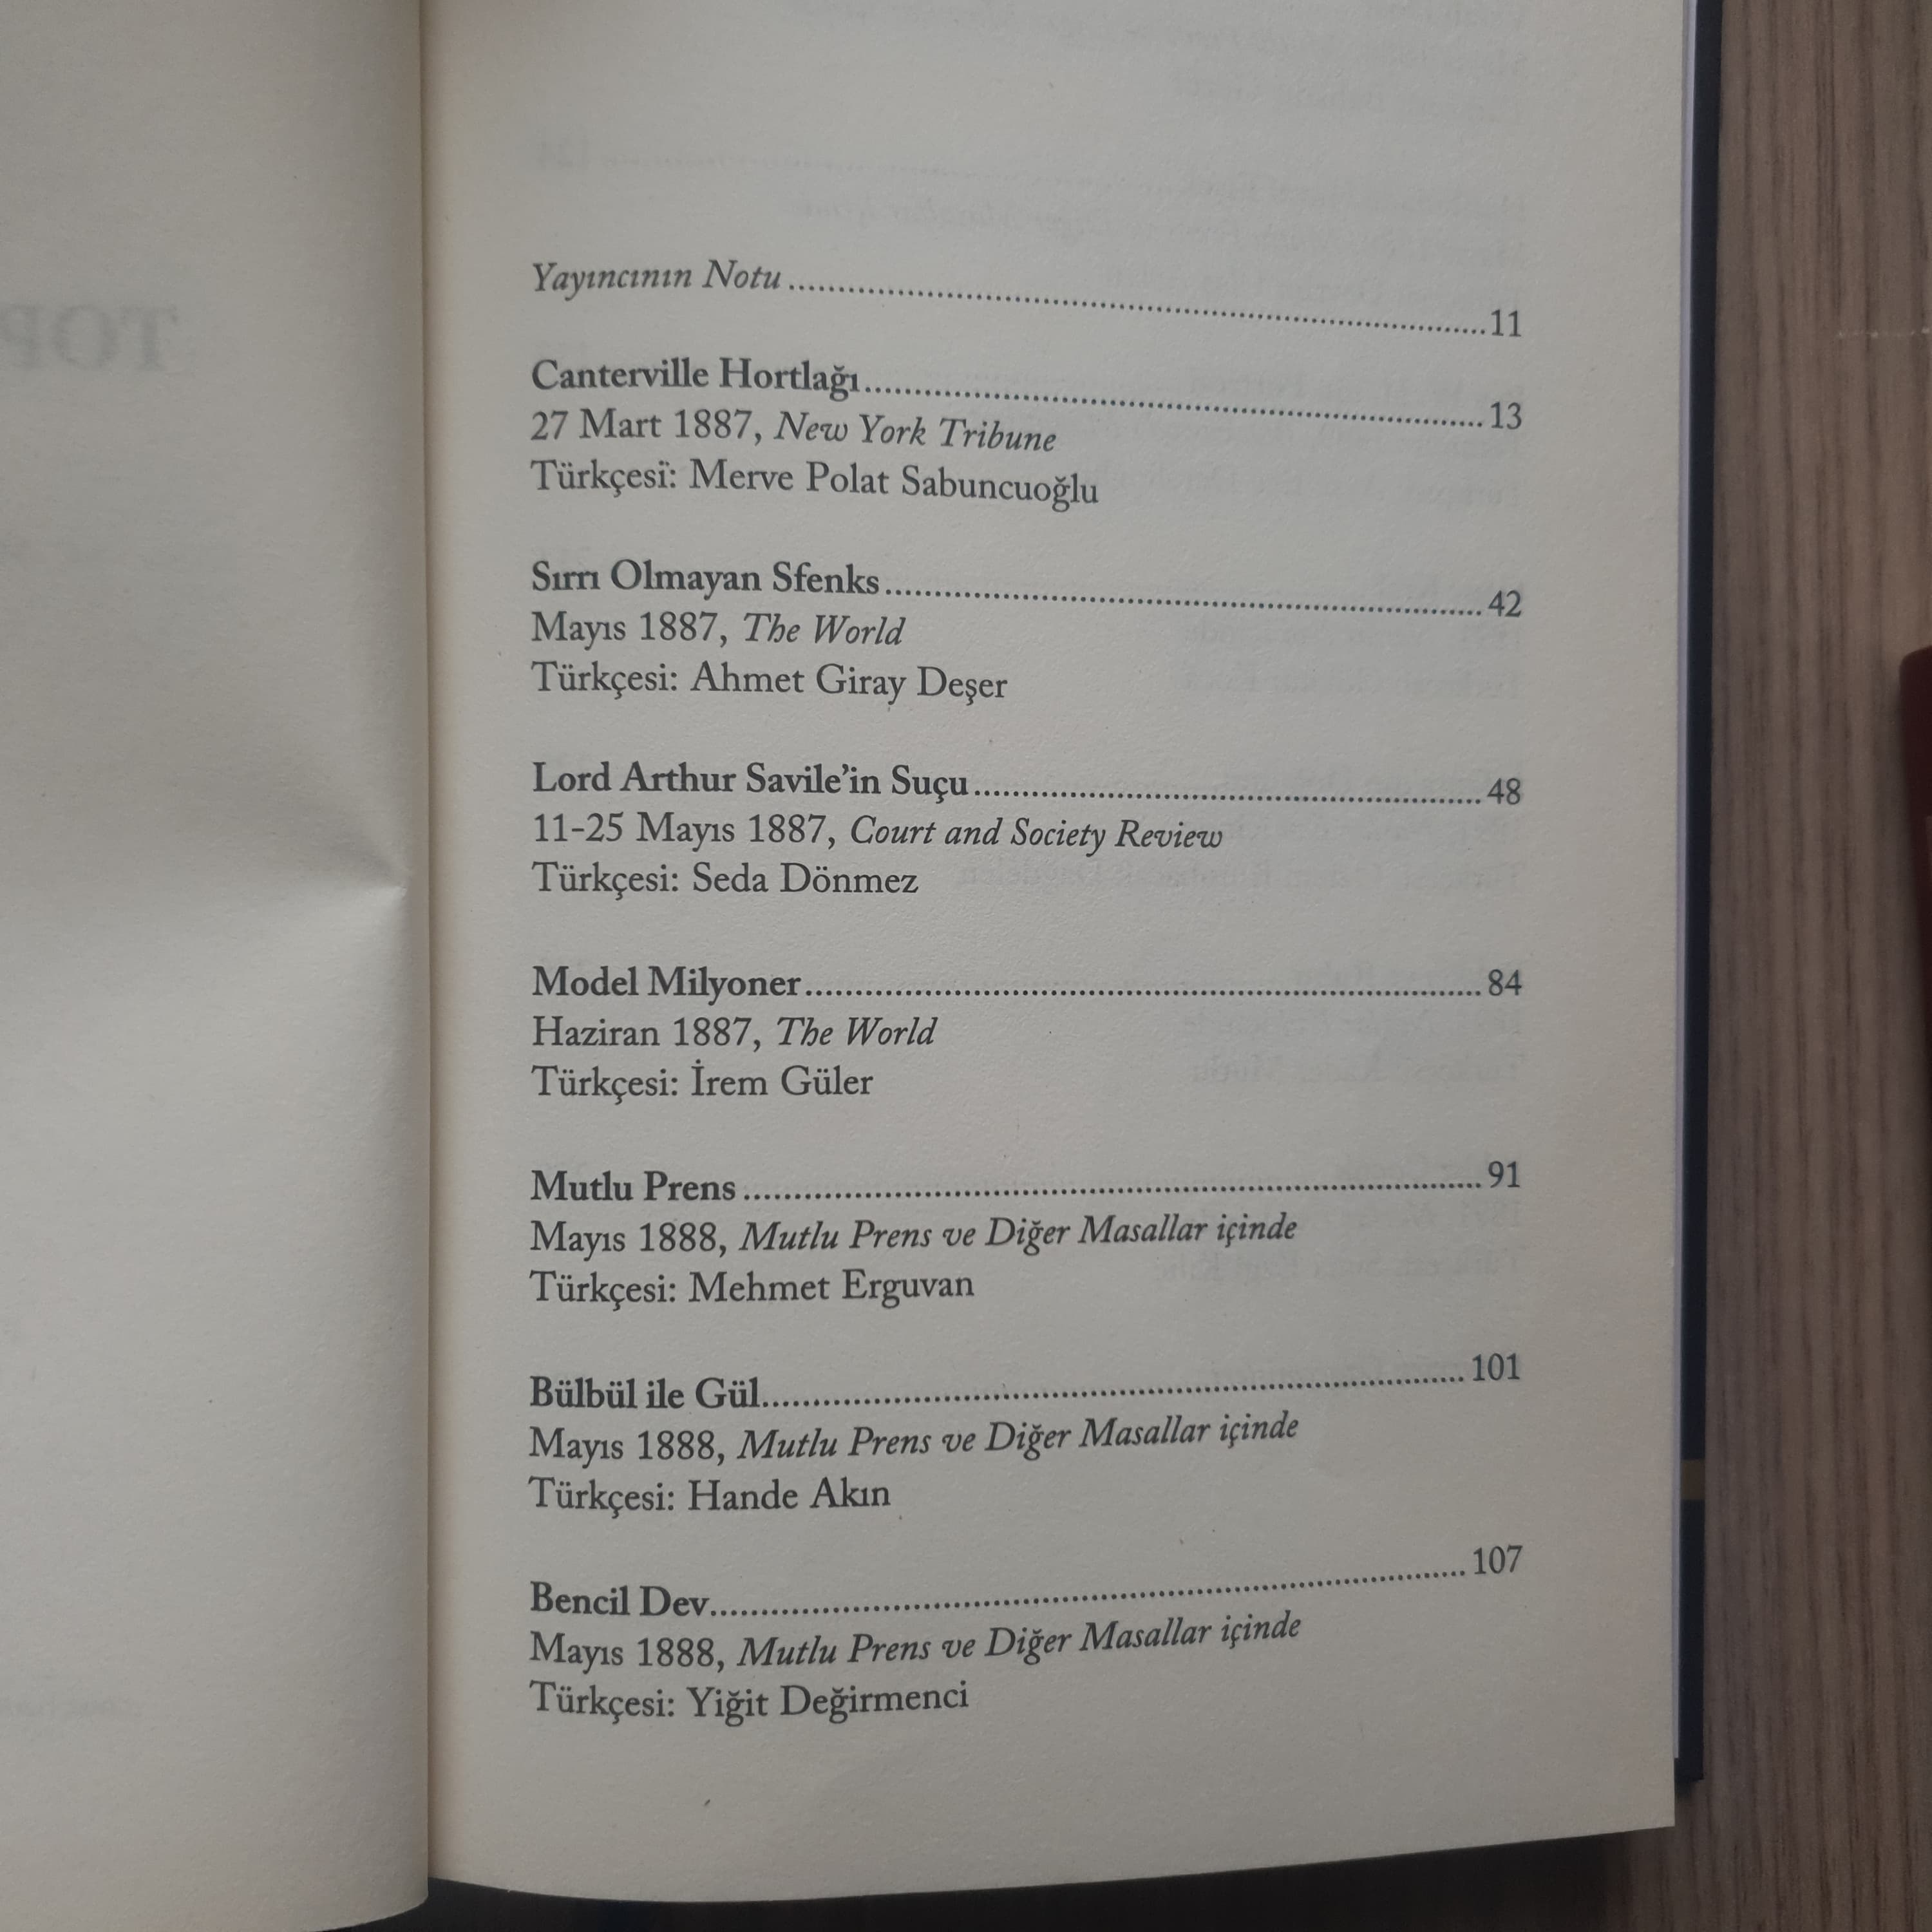 Yayıncının Notu ........ 11
Canterville Hortlağı ........ 13
27 Mart 1887, New York Tribune
Türkçesi: Merve Polat Sabuncuoğlu
Sırrı Olmayan Sfenks ........ 42
Mayıs 1887, The World
Türkçesi: Ahmet Giray Deşer
Lord Arthur Savile’in Suçu ........ 48
11-25 Mayıs 1887, Court and Society Review
Türkçesi: Seda Dönmez
Model Milyoner ........ 84
Haziran 1887, The World
Türkçesi: İrem Güler
Mutlu Prens ........ 91
Mayıs 1888, Mutlu Prens ve Diğer Masallar içinde
Türkçesi: Mehmet Erguvan
Bülbül ile Gül ........ 101
Mayıs 1888, Mutlu Prens ve Diğer Masallar içinde
Türkçesi: Hande Akın
Bencil Dev ........ 107
Mayıs 1888, Mutlu Prens ve Diğer Masallar içinde
Türkçesi: Yiğit Değirmenci